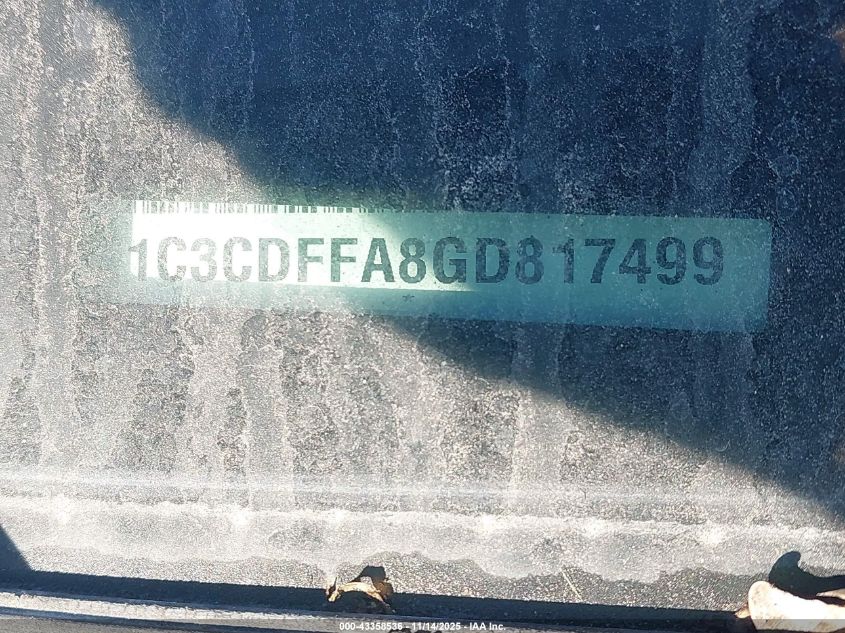 1C3CDFFA8GD817499
*
000-43358536 - 11/14/2025 - IAA Inc.